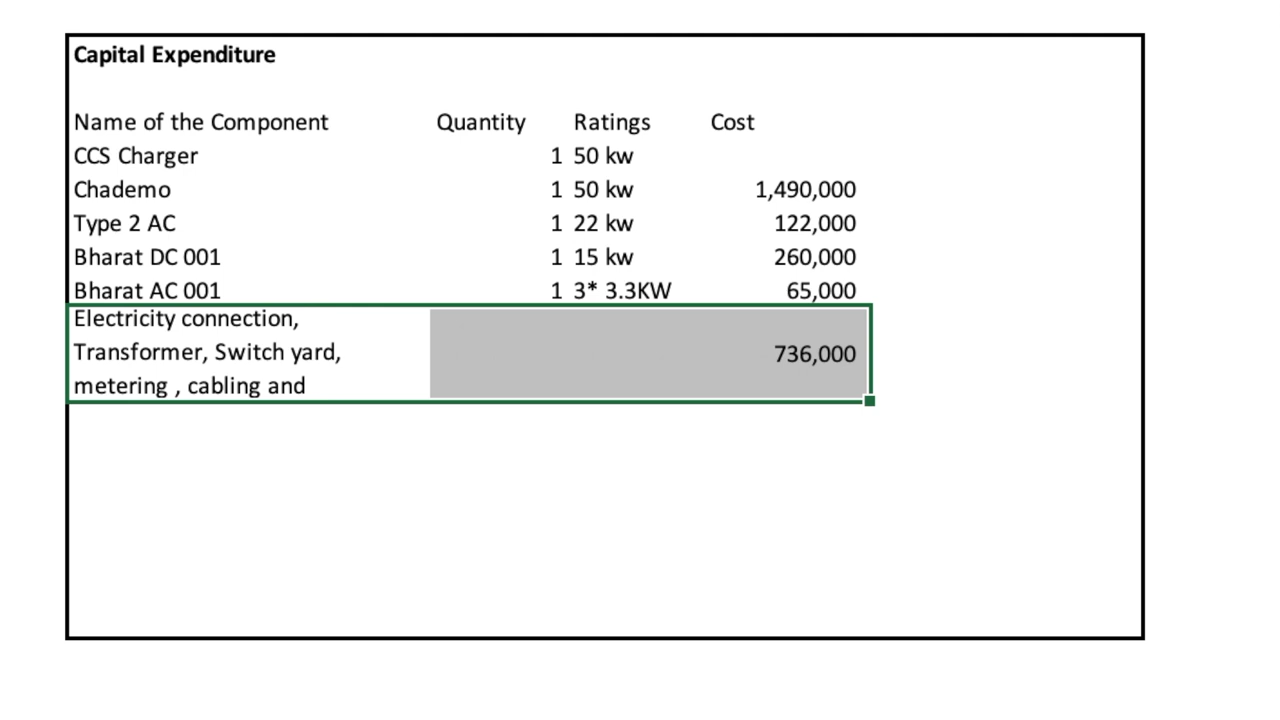 Capital Expenditure
Name of the Component Quantity Ratings Cost
CCS Charger 1 50 kw
Chademo 1 50 kw 1,490,000
Type 2 AC 1 22 kw 122,000
Bharat DC 001 1 15 kw 260,000
Bharat AC 001 1 3* 3.3KW 65,000
Electricity connection,
Transformer, Switch yard, 736,000
metering , cabling and